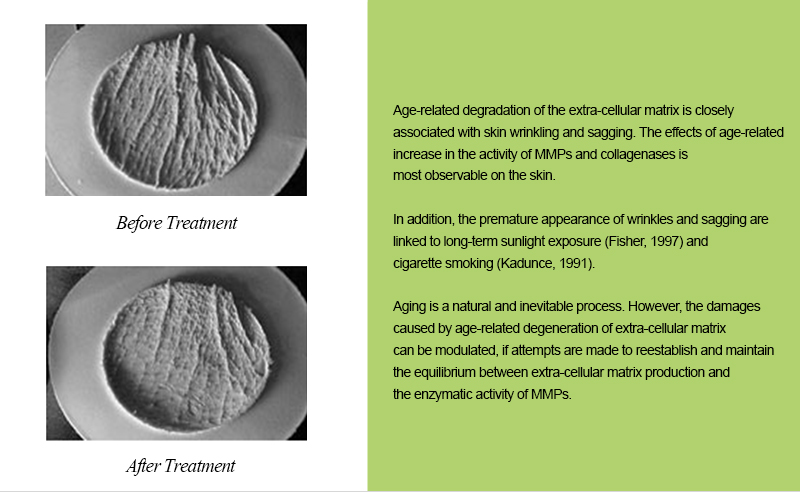 Before Treatment
After Treatment
Age-related degradation of the extra-cellular matrix is closely
associated with skin wrinkling and sagging. The effects of age-related
increase in the activity of MMPs and collagenases is
most observable on the skin.
In addition, the premature appearance of wrinkles and sagging are
linked to long-term sunlight exposure (Fisher, 1997) and
cigarette smoking (Kadunce, 1991).
Aging is a natural and inevitable process. However, the damages
caused by age-related degeneration of extra-cellular matrix
can be modulated, if attempts are made to reestablish and maintain
the equilibrium between extra-cellular matrix production and
the enzymatic activity of MMPs.